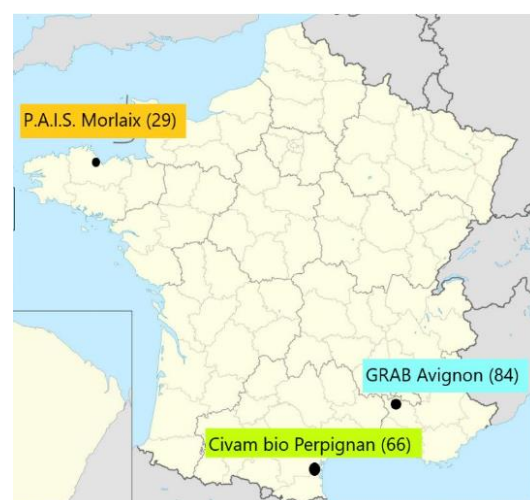 P.A.I.S. Morlaix (29)
GRAB Avignon (84)
Civam bio Perpignan (66)